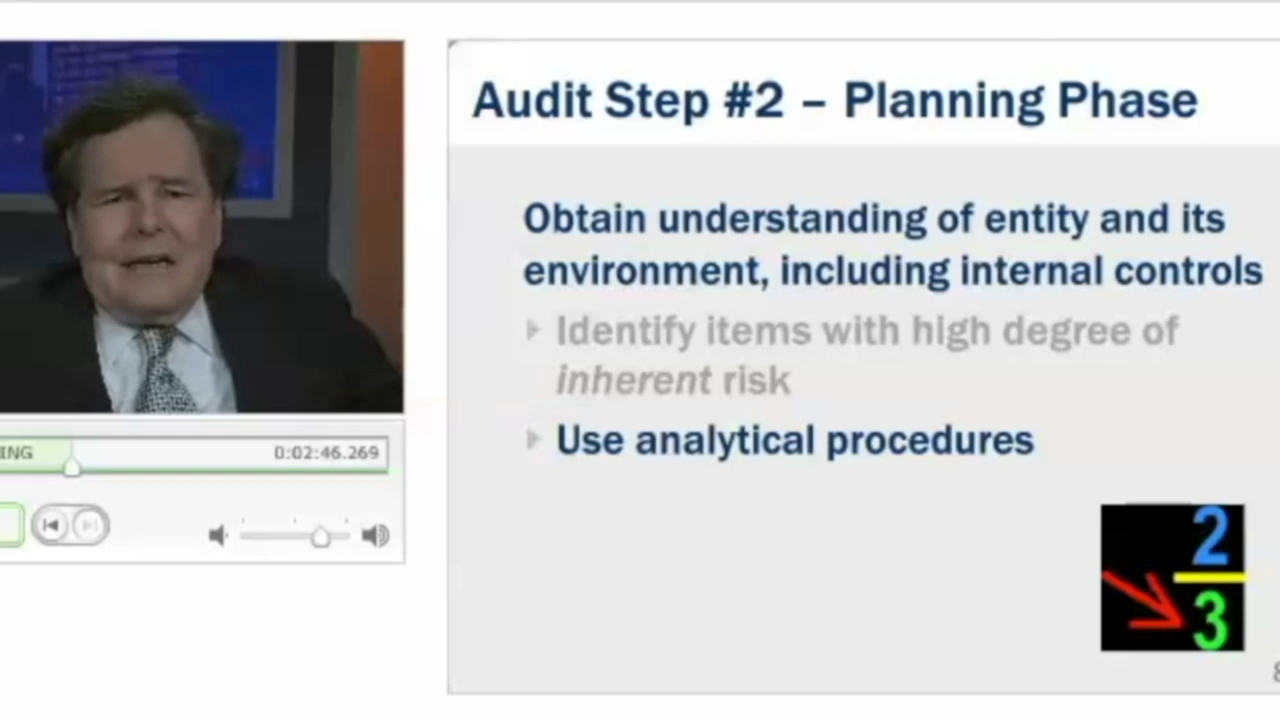 Audit Step #2 – Planning Phase
Obtain understanding of entity and its
environment, including internal controls
Identify items with high degree of
inherent risk
Use analytical procedures
ING
0:02:46.269
2
3